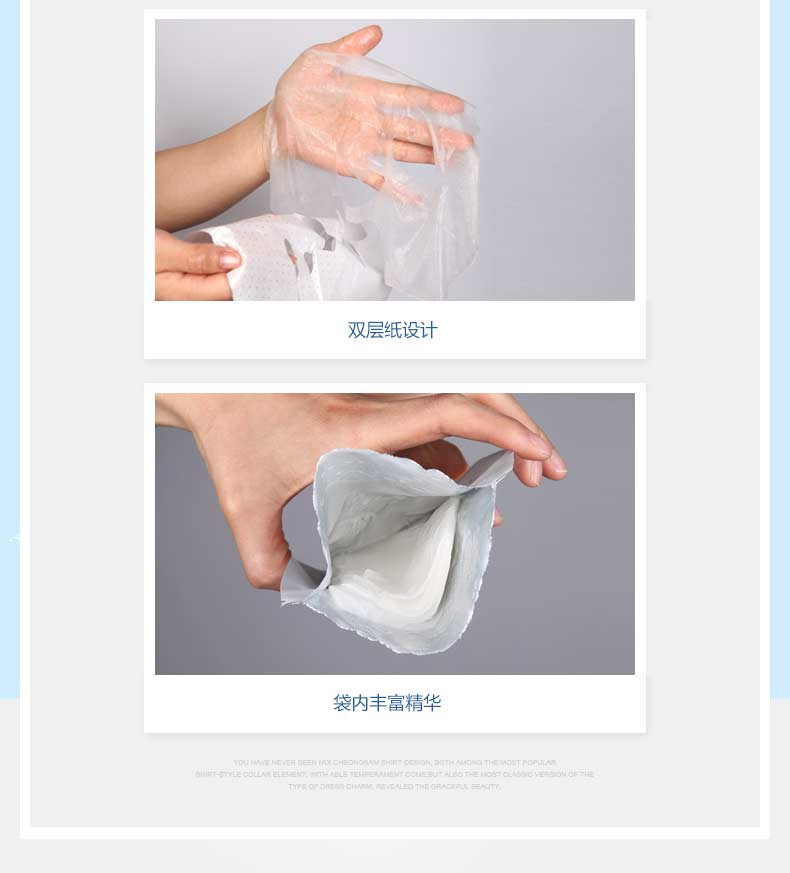 双层纸设计
袋内丰富精华
YOU HAVE NEVER BEEN MIX CHEONGSAM SHIRT DESIGN, BOTH AMONG THE MOST POPULAR
SHIRT-STYLE COLLAR ELEMENT, WITH ABLE TEMPERAMENT DOME,BUT ALSO THE MOST CLASSIC VERSION OF THE
TYPE OF DRESS CHARM, REVEALED THE GRACEFUL BEAUTY.